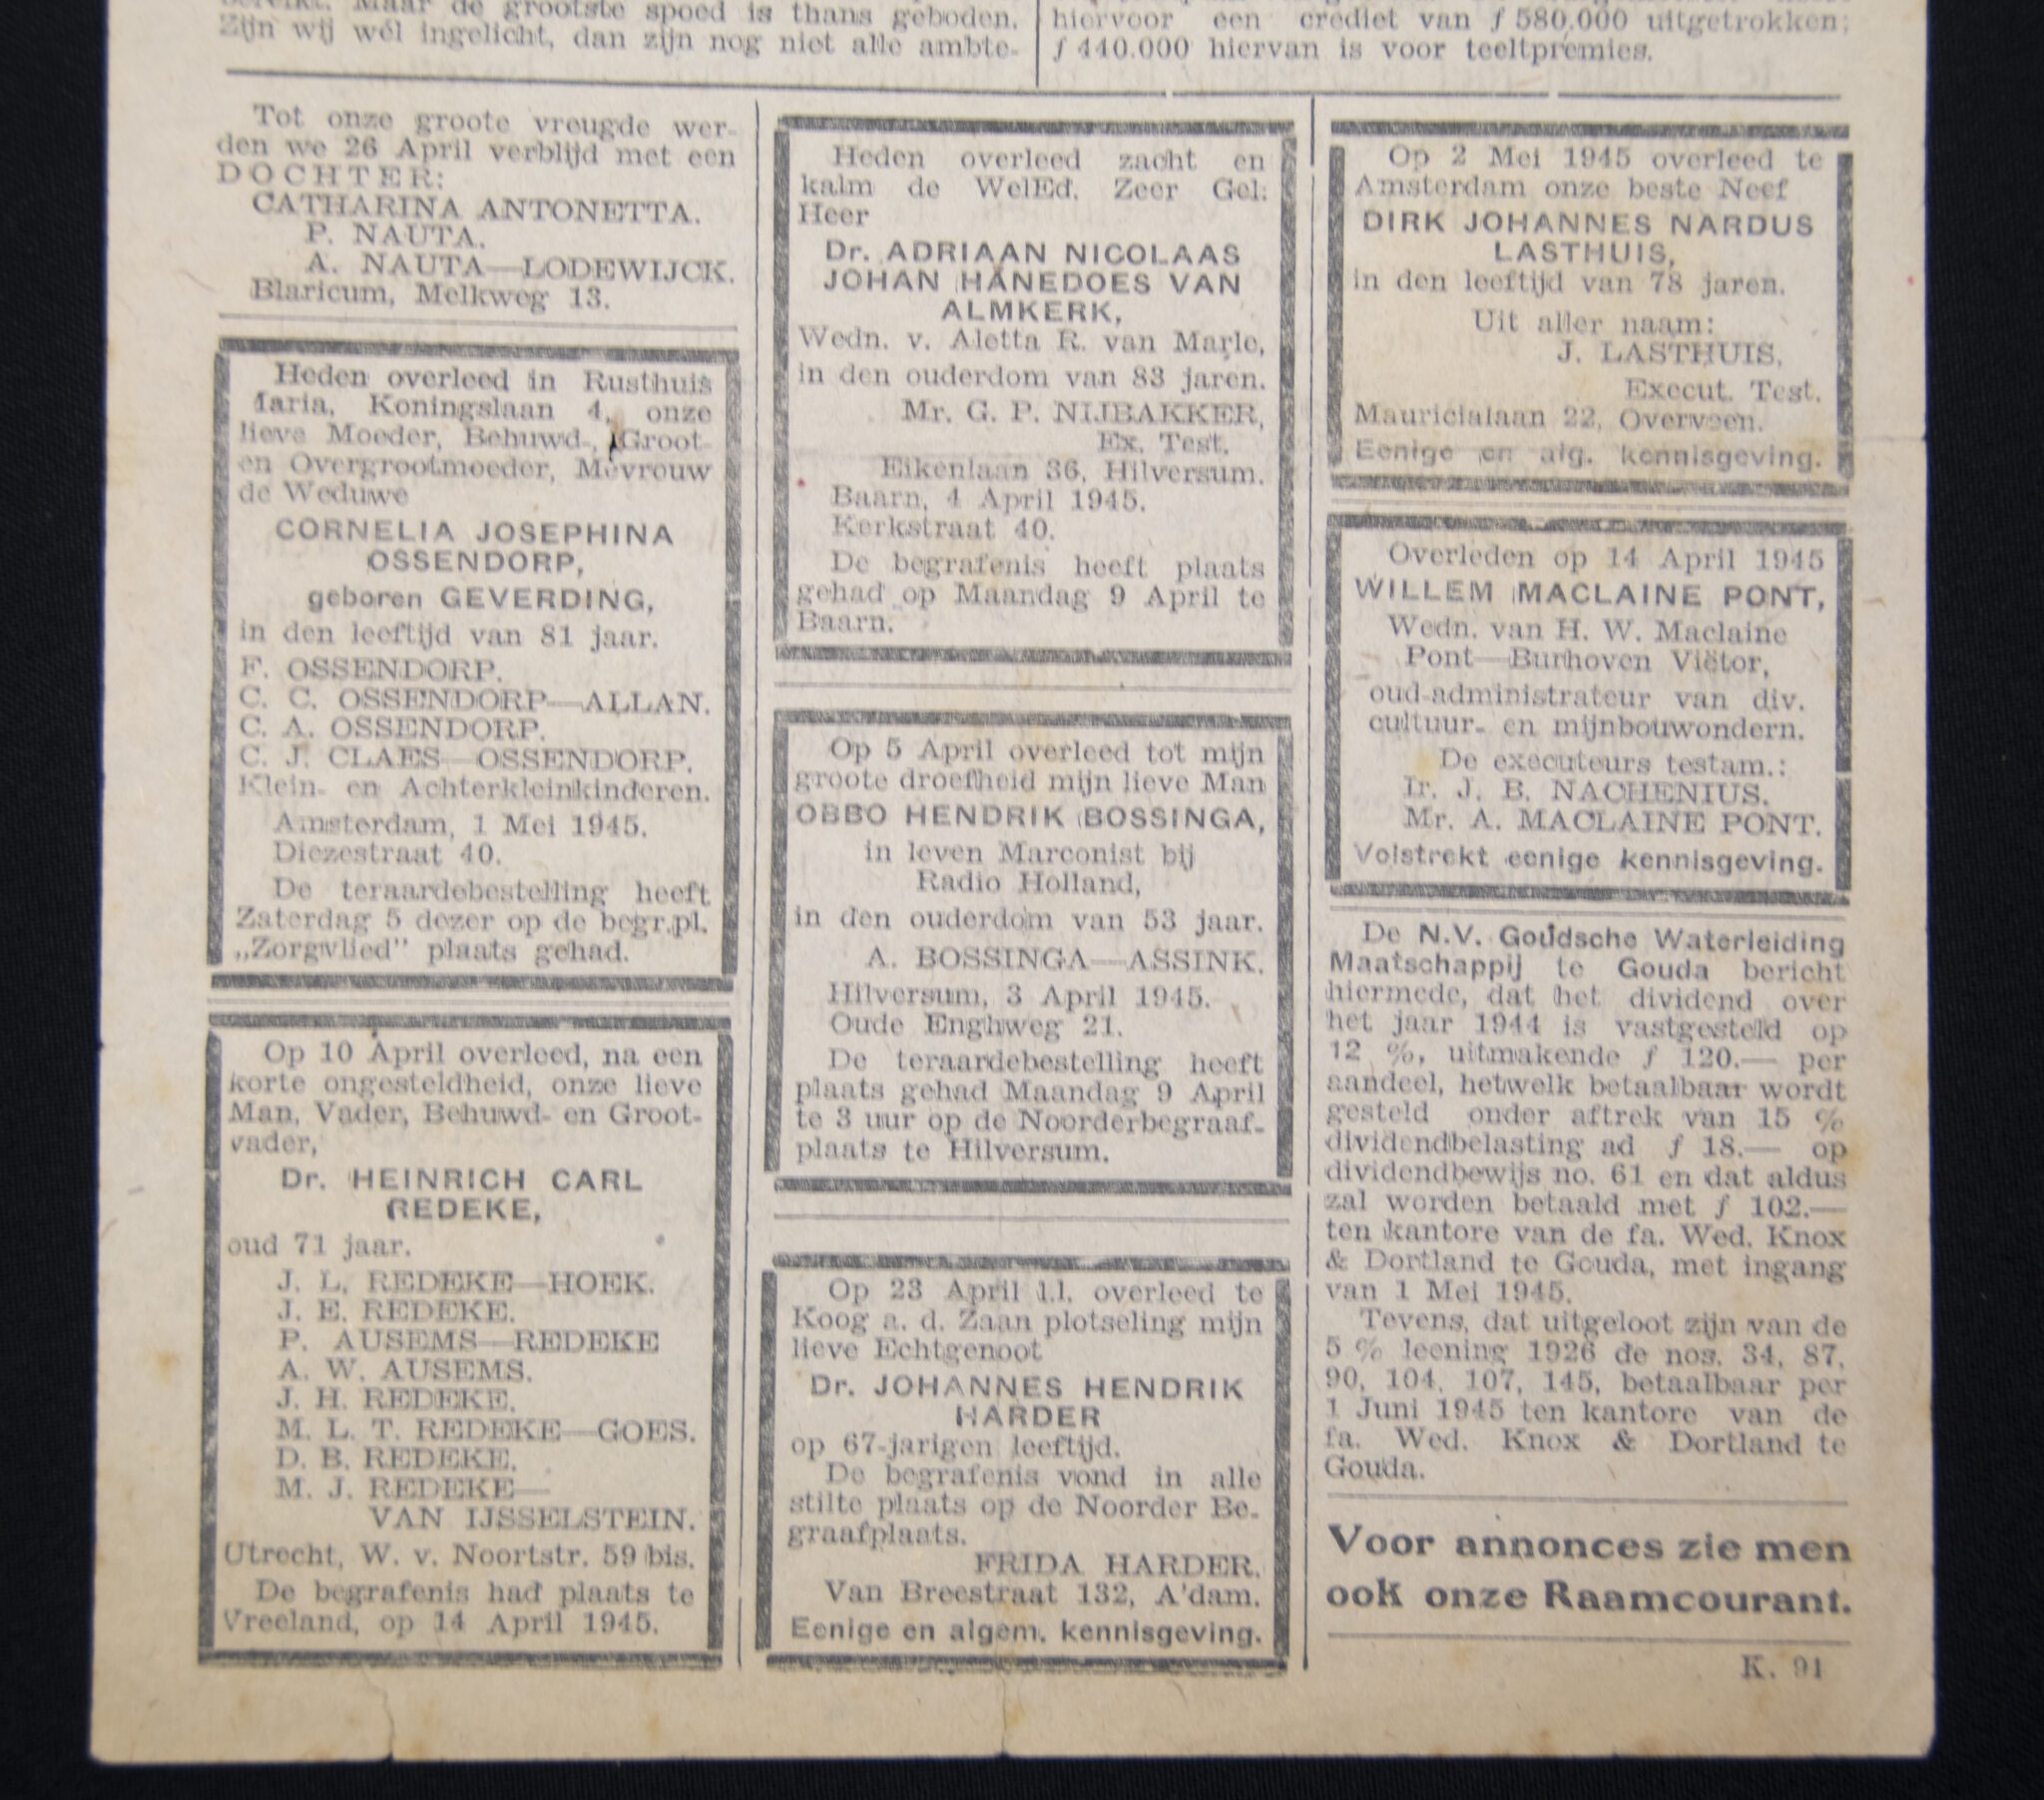 Maar de grootste spoed is thans geboden.
Zijn wij wél ingelicht, dan zijn nog niet alle ambte-
hiervoor een crediet van ƒ 580.000 uitgetrokken;
ƒ 440.000 hiervan is voor teeltpremies.
Tot onze groote vreugde wer-
den we 26 April verblijd met een
DOCHTER:
CATHARINA ANTONETTA.
P. NAUTA.
A. NAUTA—LODEWIJCK.
Blaricum, Melkweg 13.
Heden overleed in Rusthuis
Maria, Koningslaan 4, onze
lieve Moeder, Behuwd-, Groot-
en Overgrootmoeder, Mevrouw
de Weduwe
CORNELIA JOSEPHINA
OSSENDORP,
geboren GEVERDING,
in den leeftijd van 81 jaar.
F. OSSENDORP.
C. C. OSSENDORP—ALLAN.
C. A. OSSENDORP.
C. J. CLAES—OSSENDORP.
Klein- en Achterkleinkinderen.
Amsterdam, 1 Mei 1945.
Diezestraat 40.
De teraardebestelling heeft
Zaterdag 5 dezer op de begr.pl.
„Zorgvlied” plaats gehad.
Op 10 April overleed, na een
korte ongesteldheid, onze lieve
Man, Vader, Behuwd- en Groot-
vader,
Dr. HEINRICH CARL
REDEKE,
oud 71 jaar.
J. L. REDEKE—HOEK.
J. E. REDEKE.
P. AUSEMS—REDEKE
A. W. AUSEMS.
J. H. REDEKE.
M. L. T. REDEKE—GOES.
D. B. REDEKE.
M. J. REDEKE—
VAN IJSSELSTEIN.
Utrecht, W. v. Noortstr. 59 bis.
De begrafenis had plaats te
Vreeland, op 14 April 1945.
Heden overleed zacht en
kalm de WelEd. Zeer Gel.
Heer
Dr. ADRIAAN NICOLAAS
JOHAN HANEDOES VAN
ALMKERK,
Wedn. v. Aletta R. van Marle,
in den ouderdom van 83 jaren.
Mr. G. P. NIJBAKKER,
Ex. Test.
Eikenlaan 36, Hilversum.
Baarn, 4 April 1945.
Kerkstraat 40.
De begrafenis heeft plaats
gehad op Maandag 9 April te
Baarn.
Op 5 April overleed tot mijn
groote droefheid mijn lieve Man
OBBO HENDRIK BOSSINGA,
in leven Marconist bij
Radio Holland,
in den ouderdom van 53 jaar.
A. BOSSINGA—ASSINK.
Hilversum, 3 April 1945.
Oude Enghweg 21.
De teraardebestelling heeft
plaats gehad Maandag 9 April
te 3 uur op de Noorderbegraaf-
plaats te Hilversum.
Op 23 April l.l. overleed te
Koog a. d. Zaan plotseling mijn
lieve Echtgenoot
Dr. JOHANNES HENDRIK
HARDER
op 67-jarigen leeftijd.
De begrafenis vond in alle
stilte plaats op de Noorder Be-
graafplaats.
FRIDA HARDER.
Van Breestraat 132, A'dam.
Eenige en algem. kennisgeving.
Op 2 Mei 1945 overleed te
Amsterdam onze beste Neef
DIRK JOHANNES NARDUS
LASTHUIS,
in den leeftijd van 78 jaren.
Uit aller naam:
J. LASTHUIS,
Execut. Test.
Mauricialaan 22, Overveen.
Eenige en alg. kennisgeving.
Overleden op 14 April 1945
WILLEM MACLAINE PONT,
Wedn. van H. W. Maclaine
Pont—Burhoven Viëtor,
oud-administrateur van div.
cultuur- en mijnbouwondern.
De executeurs testam.:
Ir. J. B. NACHENIUS.
Mr. A. MACLAINE PONT.
Volstrekt eenige kennisgeving.
De N.V. Goudsche Waterleiding
Maatschappij te Gouda bericht
hiermede, dat het dividend over
het jaar 1944 is vastgesteld op
12 %, uitmakende ƒ 120.— per
aandeel, hetwelk betaalbaar wordt
gesteld onder aftrek van 15 %
dividendbelasting ad ƒ 18.— op
dividendbewijs no. 61 en dat aldus
zal worden betaald met ƒ 102.—
ten kantore van de fa. Wed. Knox
& Dortland te Gouda, met ingang
van 1 Mei 1945.
Tevens, dat uitgeloot zijn van de
5 % leening 1926 de nos. 34, 87,
90, 104, 107, 145, betaalbaar per
1 Juni 1945 ten kantore van de
fa. Wed. Knox & Dortland te
Gouda.
Voor annonces zie men
ook onze Raamcourant.
K. 91